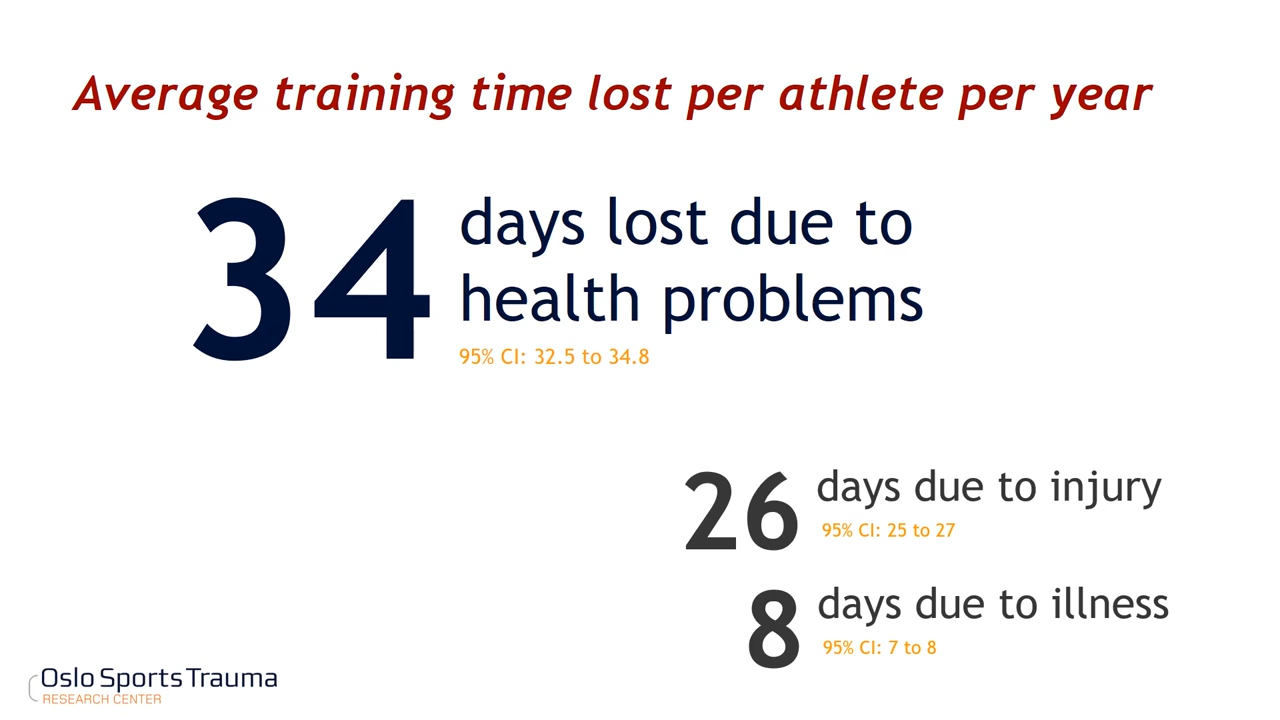 Average training time lost per athlete per year
34
days lost due to
health problems
95% CI: 32.5 to 34.8
26
days due to injury
95% CI: 25 to 27
8
days due to illness
95% CI: 7 to 8
Oslo Sports Trauma
RESEARCH CENTER